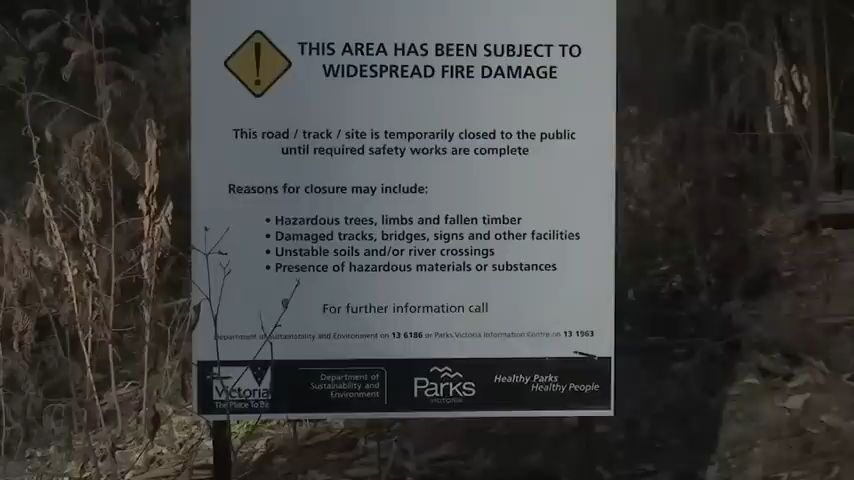 THIS AREA HAS BEEN SUBJECT TO
WIDESPREAD FIRE DAMAGE
This road / track / site is temporarily closed to the public
until required safety works are complete
Reasons for closure may include:
• Hazardous trees, limbs and fallen timber
• Damaged tracks, bridges, signs and other facilities
• Unstable soils and/or river crossings
• Presence of hazardous materials or substances
For further information call
Department of Sustainability and Environment on 13 6186 or Parks Victoria Information Centre on 13 1963
Victoria
The Place To Be
Department of
Sustainability and
Environment
Parks
VICTORIA
Healthy Parks
Healthy People